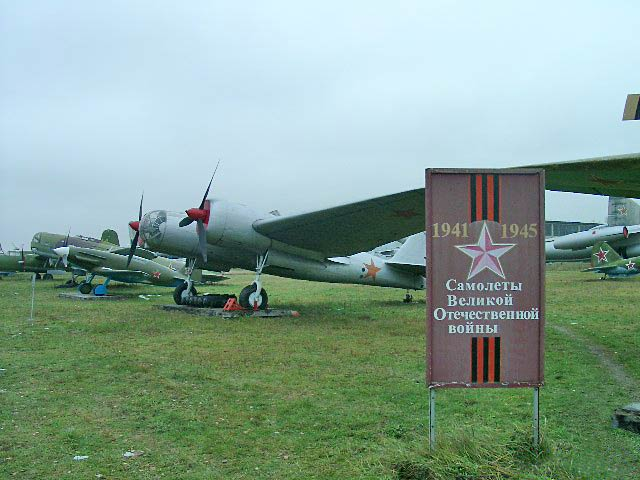 1941 1945
Самолеты
Великой
Отечественной
войны